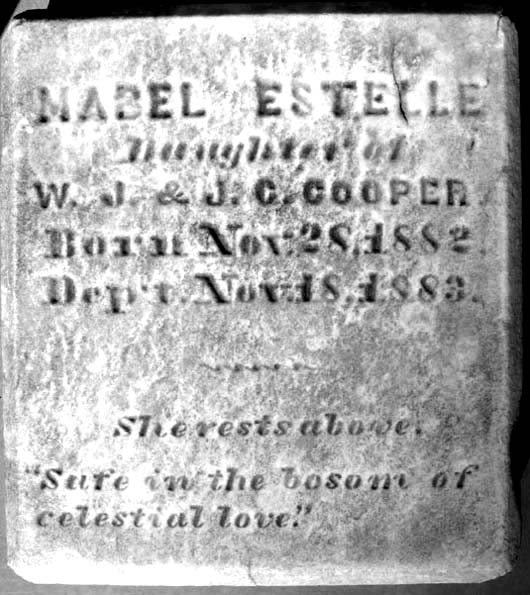 MABEL ESTELLE
Daughter of
W. J. & J. C. COOPER.
Born Nov. 28, 1882.
Dep't. Nov. 18, 1883.
She rests above.
"Safe in the bosom of
celestial love."